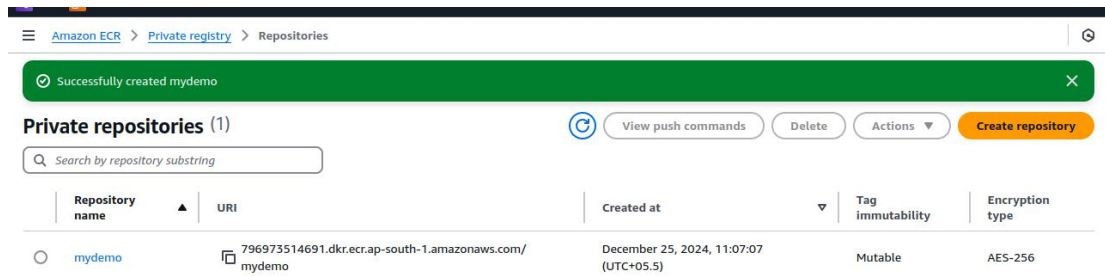 Amazon ECR > Private registry > Repositories
Successfully created mydemo
Private repositories (1)
View push commands
Delete
Actions
Create repository
Search by repository substring
Repository name
URI
Created at
Tag immutability
Encryption type
mydemo
796973514691.dkr.ecr.ap-south-1.amazonaws.com/
mydemo
December 25, 2024, 11:07:07
(UTC+05.5)
Mutable
AES-256